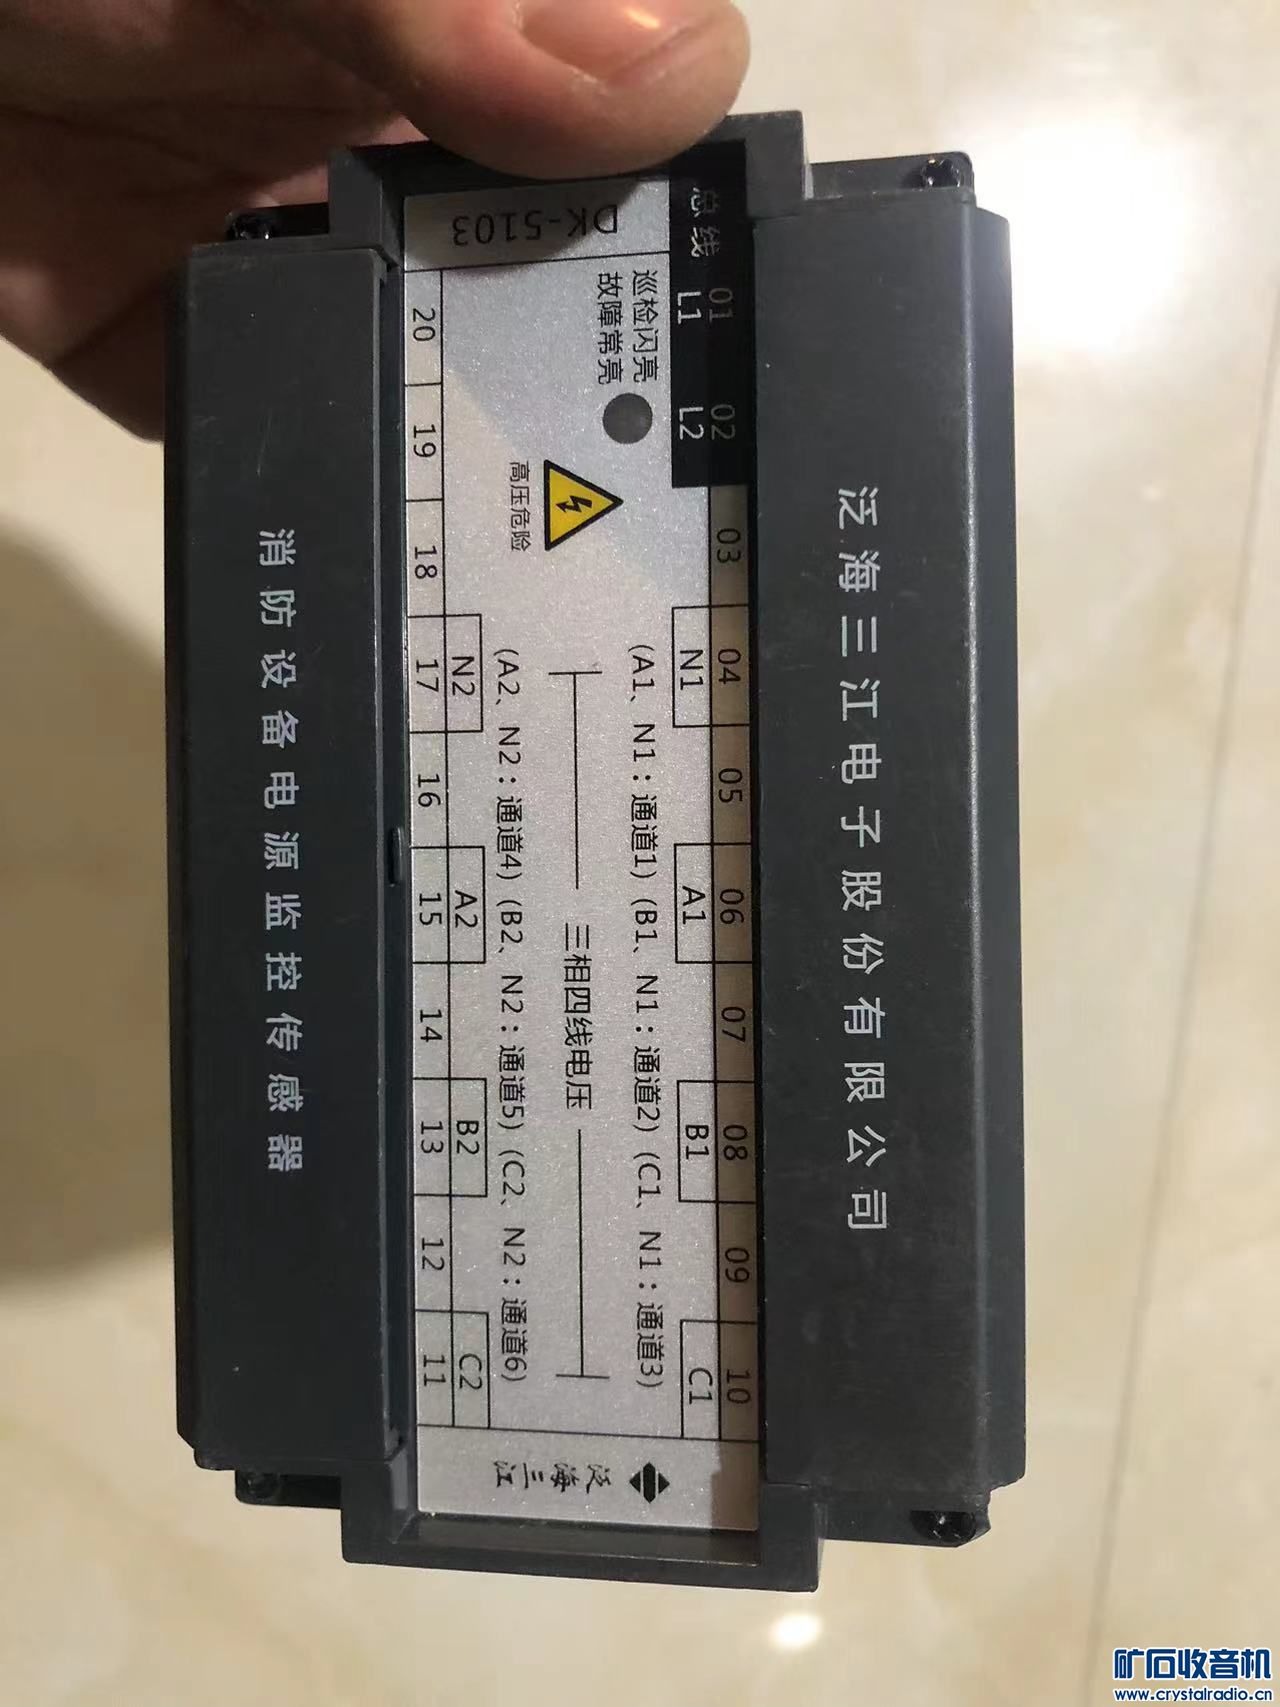 泛海三江电子股份有限公司
总线
01 02 03 04 05 06 07 08 09 10
L1 L2 N1 A1 B1 C1
DK-5103
巡检闪亮
故障常亮
高压危险
(A1、N1：通道1) (B1、N1：通道2) (C1、N1：通道3)
三相四线电压
(A2、N2：通道4) (B2、N2：通道5) (C2、N2：通道6)
泛海三江
N2 A2 B2 C2
20 19 18 17 16 15 14 13 12 11
消防设备电源监控传感器
矿石收音机
www.crystalradio.cn